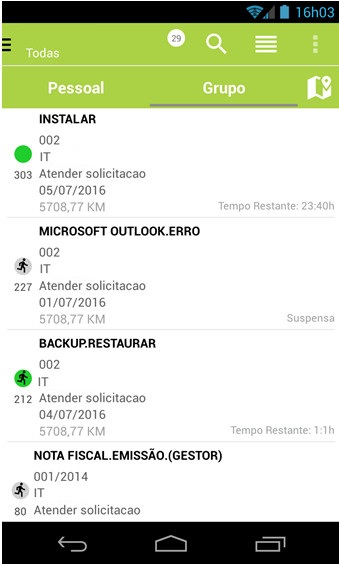 16h03
Todas
29
Pessoal
Grupo
INSTALAR
002
IT
303
Atender solicitacao
05/07/2016
5708,77 KM
Tempo Restante: 23:40h
MICROSOFT OUTLOOK.ERRO
002
IT
227
Atender solicitacao
01/07/2016
5708,77 KM
Suspensa
BACKUP.RESTAURAR
002
IT
212
Atender solicitacao
04/07/2016
5708,77 KM
Tempo Restante: 1:1h
NOTA FISCAL.EMISSÃO.(GESTOR)
001/2014
IT
80
Atender solicitacao